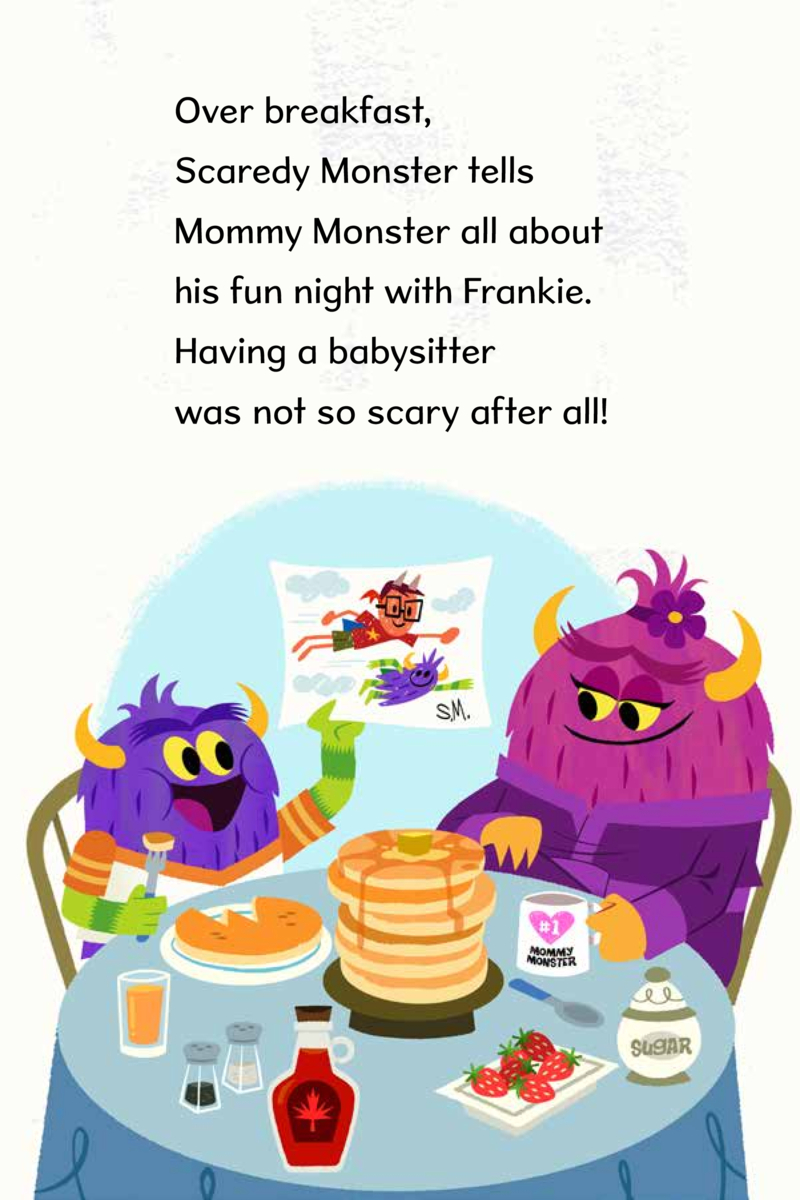 Over breakfast,
Scaredy Monster tells
Mommy Monster all about
his fun night with Frankie.
Having a babysitter
was not so scary after all!
S.M.
#1
MOMMY
MONSTER
SUGAR